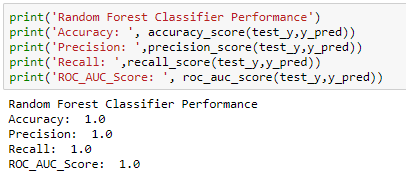 print('Random Forest Classifier Performance')
print('Accuracy: ', accuracy_score(test_y,y_pred))
print('Precision: ',precision_score(test_y,y_pred))
print('Recall: ',recall_score(test_y,y_pred))
print('ROC_AUC_Score: ', roc_auc_score(test_y,y_pred))
Random Forest Classifier Performance
Accuracy:  1.0
Precision:  1.0
Recall:  1.0
ROC_AUC_Score:  1.0